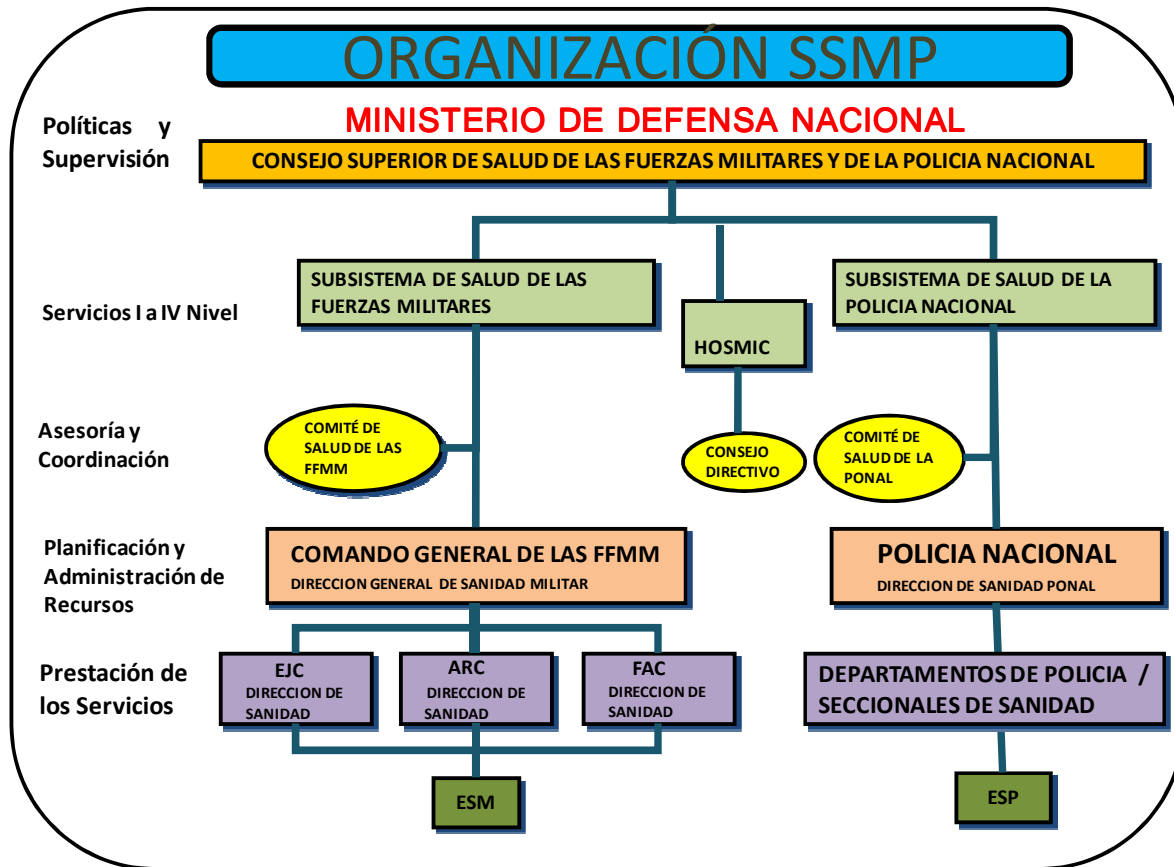 ORGANIZACIÓN SSMP
Políticas y
Supervisión
MINISTERIO DE DEFENSA NACIONAL
CONSEJO SUPERIOR DE SALUD DE LAS FUERZAS MILITARES Y DE LA POLICIA NACIONAL
Servicios I a IV Nivel
SUBSISTEMA DE SALUD DE LAS
FUERZAS MILITARES
HOSMIC
SUBSISTEMA DE SALUD DE LA
POLICIA NACIONAL
Asesoría y
Coordinación
COMITÉ DE
SALUD DE LAS
FFMM
CONSEJO
DIRECTIVO
COMITÉ DE
SALUD DE LA
PONAL
Planificación y
Administración de
Recursos
COMANDO GENERAL DE LAS FFMM
DIRECCION GENERAL DE SANIDAD MILITAR
POLICIA NACIONAL
DIRECCION DE SANIDAD PONAL
Prestación de
los Servicios
EJC
DIRECCION DE
SANIDAD
ARC
DIRECCION DE
SANIDAD
FAC
DIRECCION DE
SANIDAD
DEPARTAMENTOS DE POLICIA /
SECCIONALES DE SANIDAD
ESM
ESP